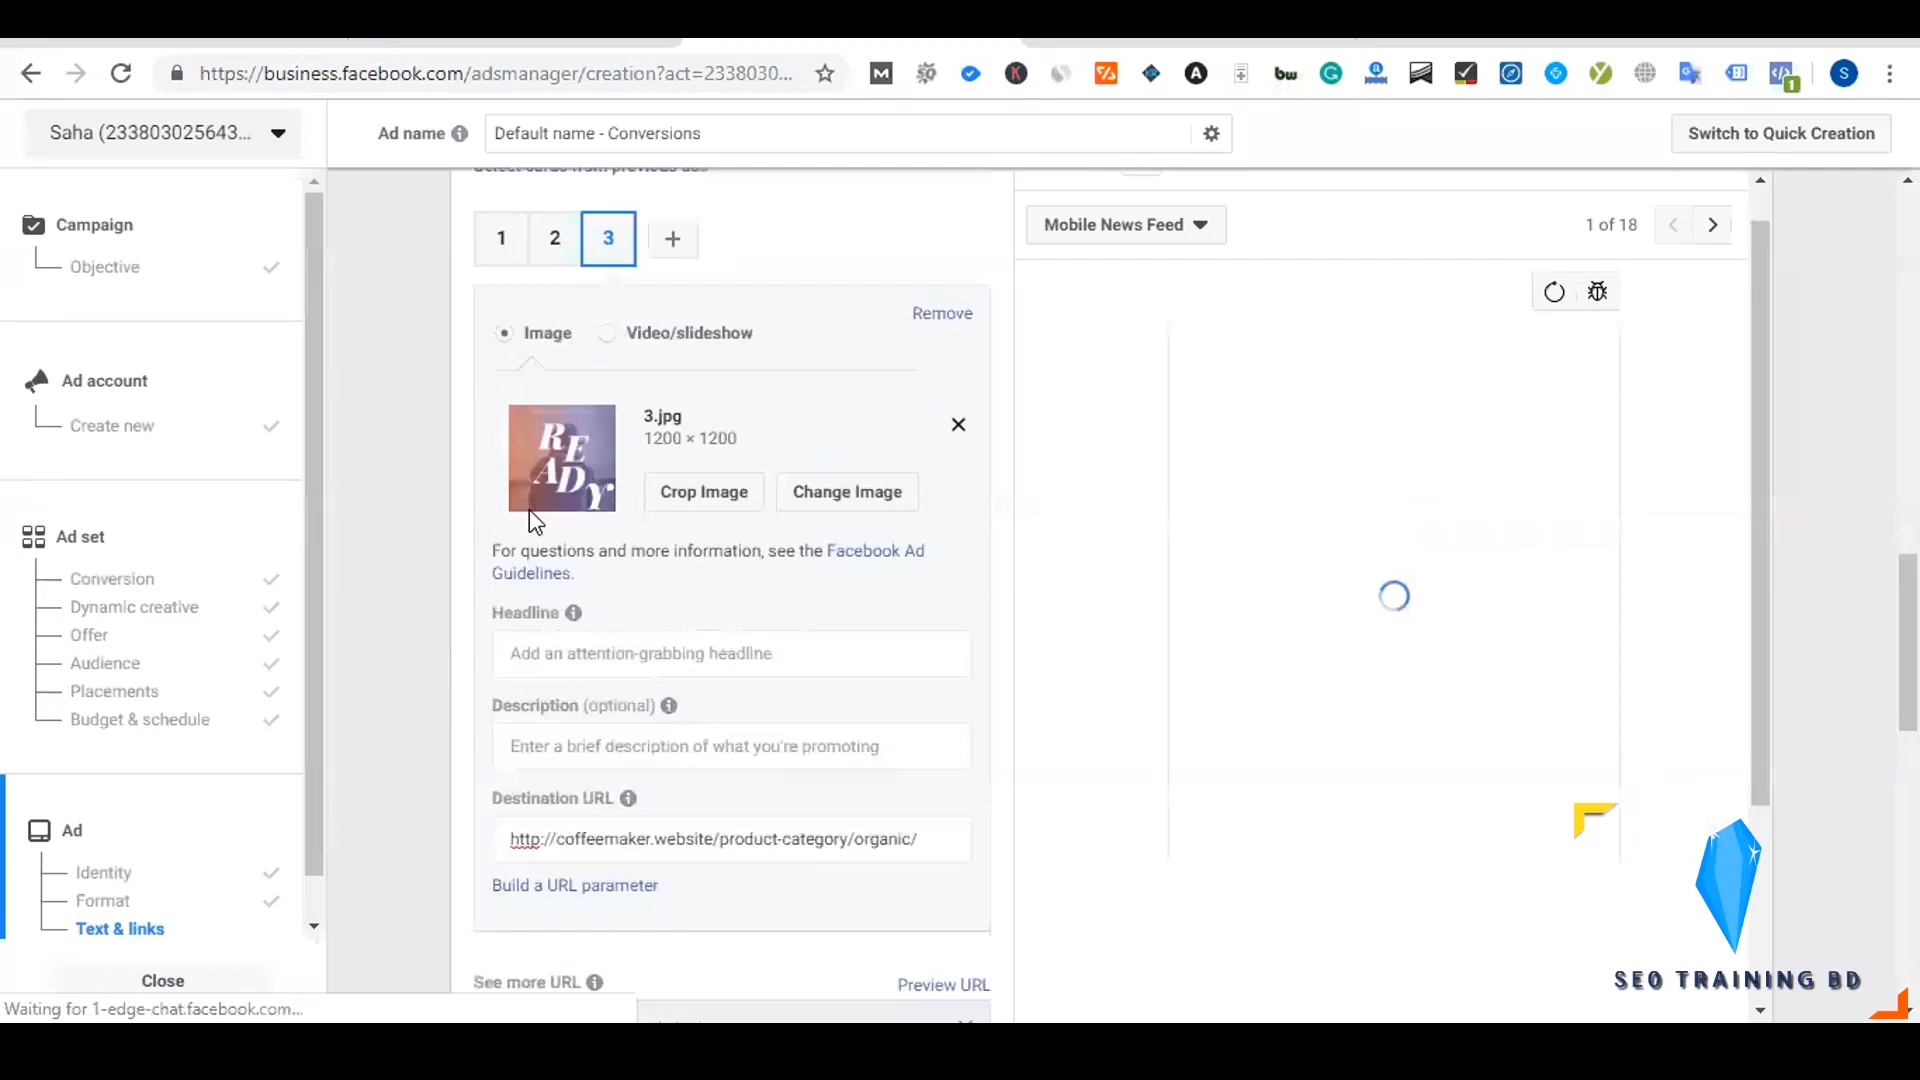 https://business.facebook.com/adsmanager/creation?act=2338030...
Saha (233803025643...
Ad name
Default name - Conversions
Switch to Quick Creation
Campaign
Objective
Ad account
Create new
Ad set
Conversion
Dynamic creative
Offer
Audience
Placements
Budget & schedule
Ad
Identity
Format
Text & links
Close
Waiting for 1-edge-chat.facebook.com...
Select cards from previous ads
1 2 3 +
Remove
Image Video/slideshow
READY
3.jpg
1200 × 1200
Crop Image Change Image
For questions and more information, see the Facebook Ad
Guidelines.
Headline
Add an attention-grabbing headline
Description (optional)
Enter a brief description of what you're promoting
Destination URL
http://coffeemaker.website/product-category/organic/
Build a URL parameter
See more URL
Preview URL
Mobile News Feed
1 of 18
SEO TRAINING BD